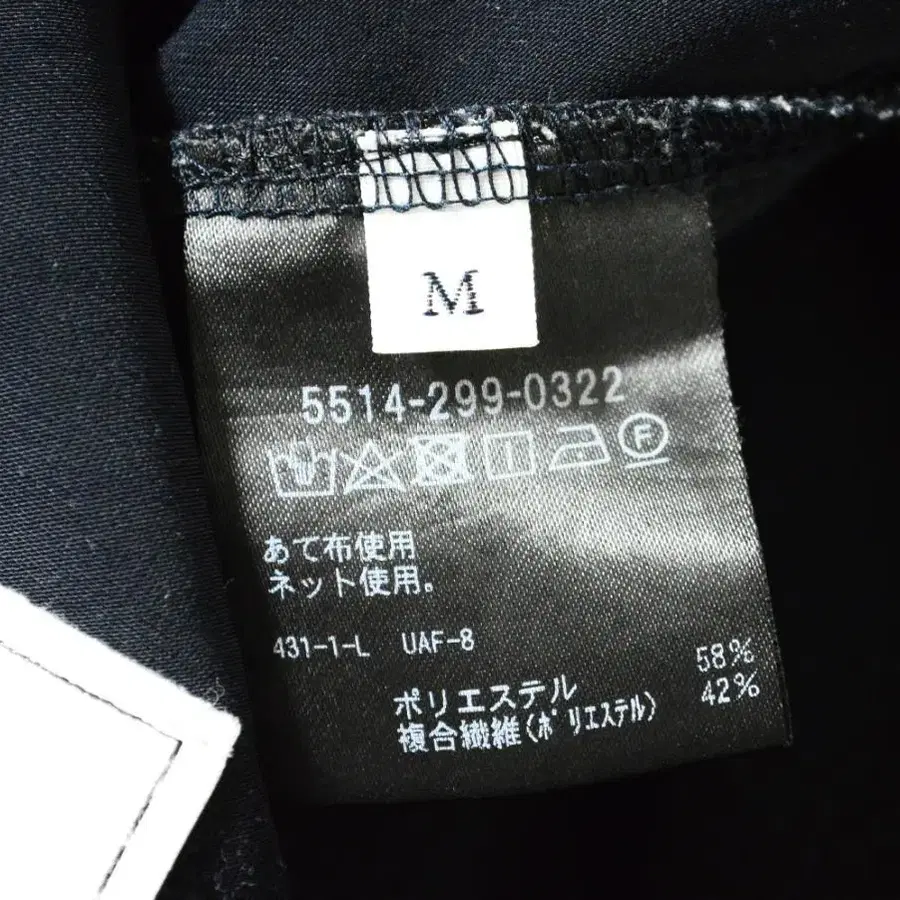 M
5514-299-0322
F
あて布使用
ネット使用。
431-1-L UAF-8
ポリエステル 58%
複合繊維(ポリエステル) 42%